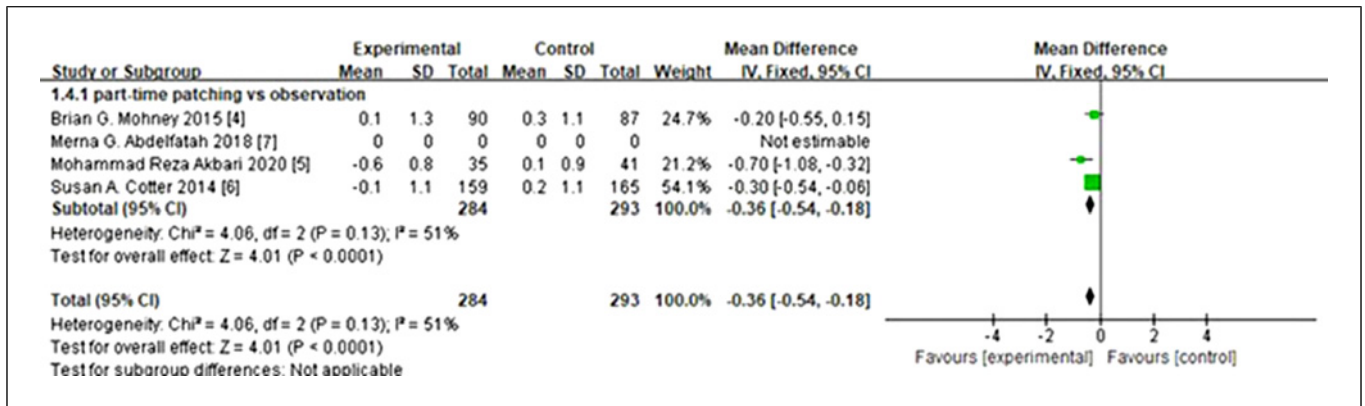 Experimental Control Mean Difference Mean Difference
Study or Subgroup Mean SD Total Mean SD Total Weight IV, Fixed, 95% CI IV, Fixed, 95% CI
1.4.1 part-time patching vs observation
Brian G. Mohney 2015 [4] 0.1 1.3 90 0.3 1.1 87 24.7% -0.20 [-0.55, 0.15]
Merna G. Abdelfatah 2018 [7] 0 0 0 0 0 0 Not estimable
Mohammad Reza Akbari 2020 [5] -0.6 0.8 35 0.1 0.9 41 21.2% -0.70 [-1.08, -0.32]
Susan A. Cotter 2014 [6] -0.1 1.1 159 0.2 1.1 165 54.1% -0.30 [-0.54, -0.06]
Subtotal (95% CI) 284 293 100.0% -0.36 [-0.54, -0.18]
Heterogeneity: Chi² = 4.06, df = 2 (P = 0.13); I² = 51%
Test for overall effect: Z = 4.01 (P < 0.0001)
Total (95% CI) 284 293 100.0% -0.36 [-0.54, -0.18]
Heterogeneity: Chi² = 4.06, df = 2 (P = 0.13); I² = 51%
Test for overall effect: Z = 4.01 (P < 0.0001)
Test for subgroup differences: Not applicable
-4 -2 0 2 4
Favours [experimental] Favours [control]